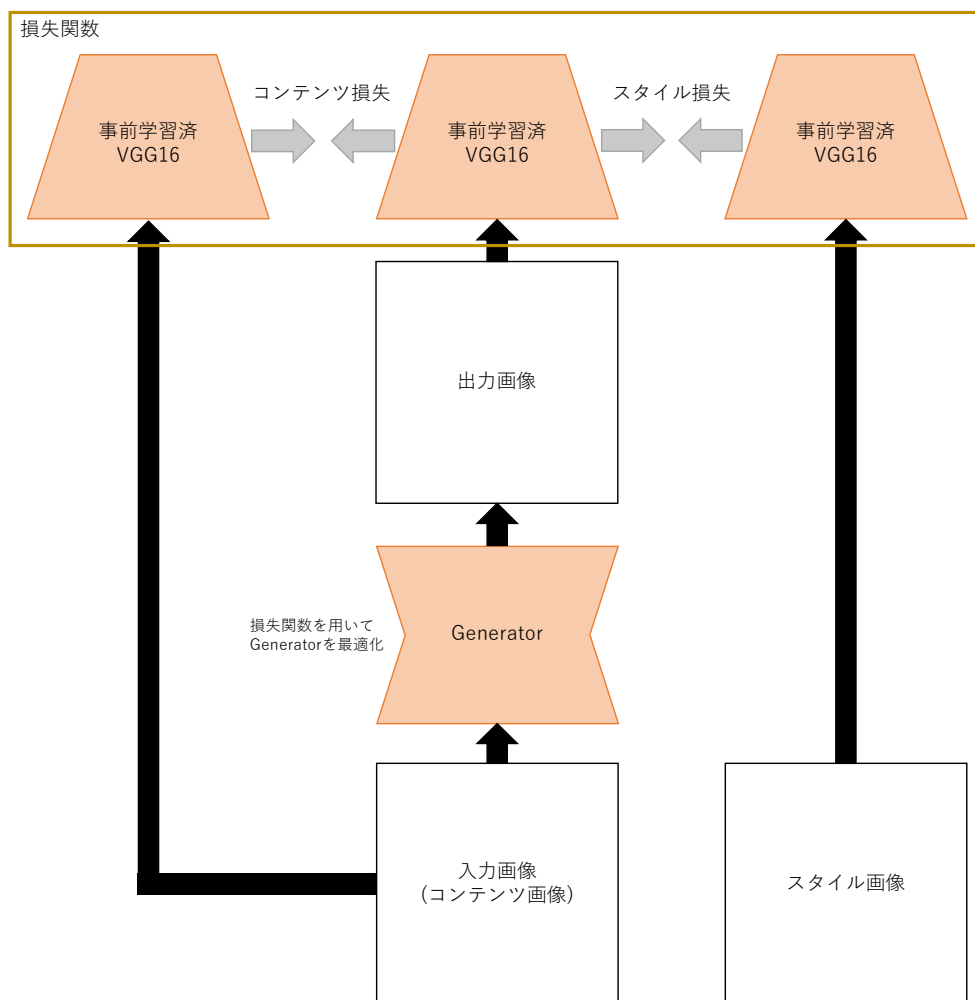 損失関数
コンテンツ損失
スタイル損失
事前学習済
VGG16
事前学習済
VGG16
事前学習済
VGG16
出力画像
損失関数を用いて
Generatorを最適化
Generator
入力画像
(コンテンツ画像)
スタイル画像